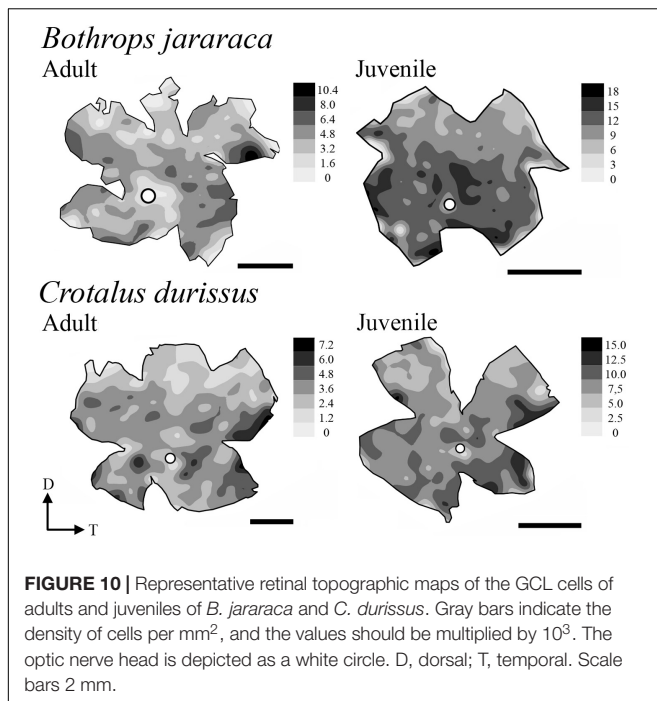 Bothrops jararaca
Adult
Juvenile
10.4
8.0
6.4
4.8
3.2
1.6
0
18
15
12
9
6
3
0
Crotalus durissus
Adult
Juvenile
7.2
6.0
4.8
3.6
2.4
1.2
0
15.0
12.5
10.0
7,5
5.0
2.5
0
D
T
FIGURE 10 | Representative retinal topographic maps of the GCL cells of
adults and juveniles of B. jararaca and C. durissus. Gray bars indicate the
density of cells per mm², and the values should be multiplied by 10³. The
optic nerve head is depicted as a white circle. D, dorsal; T, temporal. Scale
bars 2 mm.